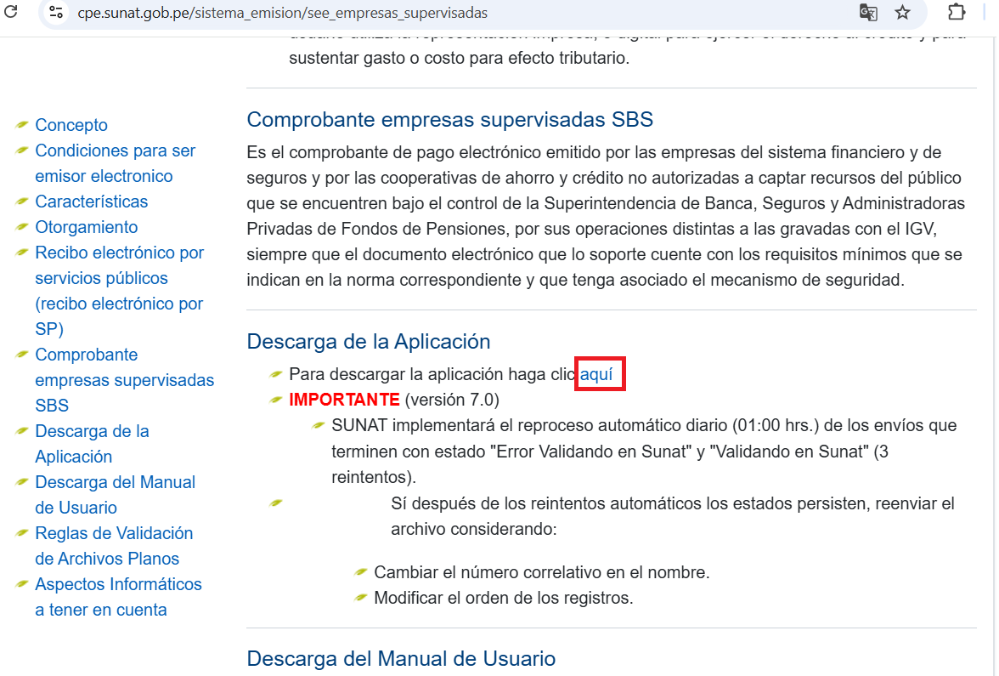 cpe.sunat.gob.pe/sistema_emision/see_empresas_supervisadas
sustentar gasto o costo para efecto tributario.
Concepto
Condiciones para ser
emisor electronico
Características
Otorgamiento
Recibo electrónico por
servicios públicos
(recibo electrónico por
SP)
Comprobante
empresas supervisadas
SBS
Descarga de la
Aplicación
Descarga del Manual
de Usuario
Reglas de Validación
de Archivos Planos
Aspectos Informáticos
a tener en cuenta
Comprobante empresas supervisadas SBS
Es el comprobante de pago electrónico emitido por las empresas del sistema financiero y de
seguros y por las cooperativas de ahorro y crédito no autorizadas a captar recursos del público
que se encuentren bajo el control de la Superintendencia de Banca, Seguros y Administradoras
Privadas de Fondos de Pensiones, por sus operaciones distintas a las gravadas con el IGV,
siempre que el documento electrónico que lo soporte cuente con los requisitos mínimos que se
indican en la norma correspondiente y que tenga asociado el mecanismo de seguridad.
Descarga de la Aplicación
Para descargar la aplicación haga clic aquí
IMPORTANTE (versión 7.0)
SUNAT implementará el reproceso automático diario (01:00 hrs.) de los envíos que
terminen con estado "Error Validando en Sunat" y "Validando en Sunat" (3
reintentos).
Sí después de los reintentos automáticos los estados persisten, reenviar el
archivo considerando:
Cambiar el número correlativo en el nombre.
Modificar el orden de los registros.
Descarga del Manual de Usuario